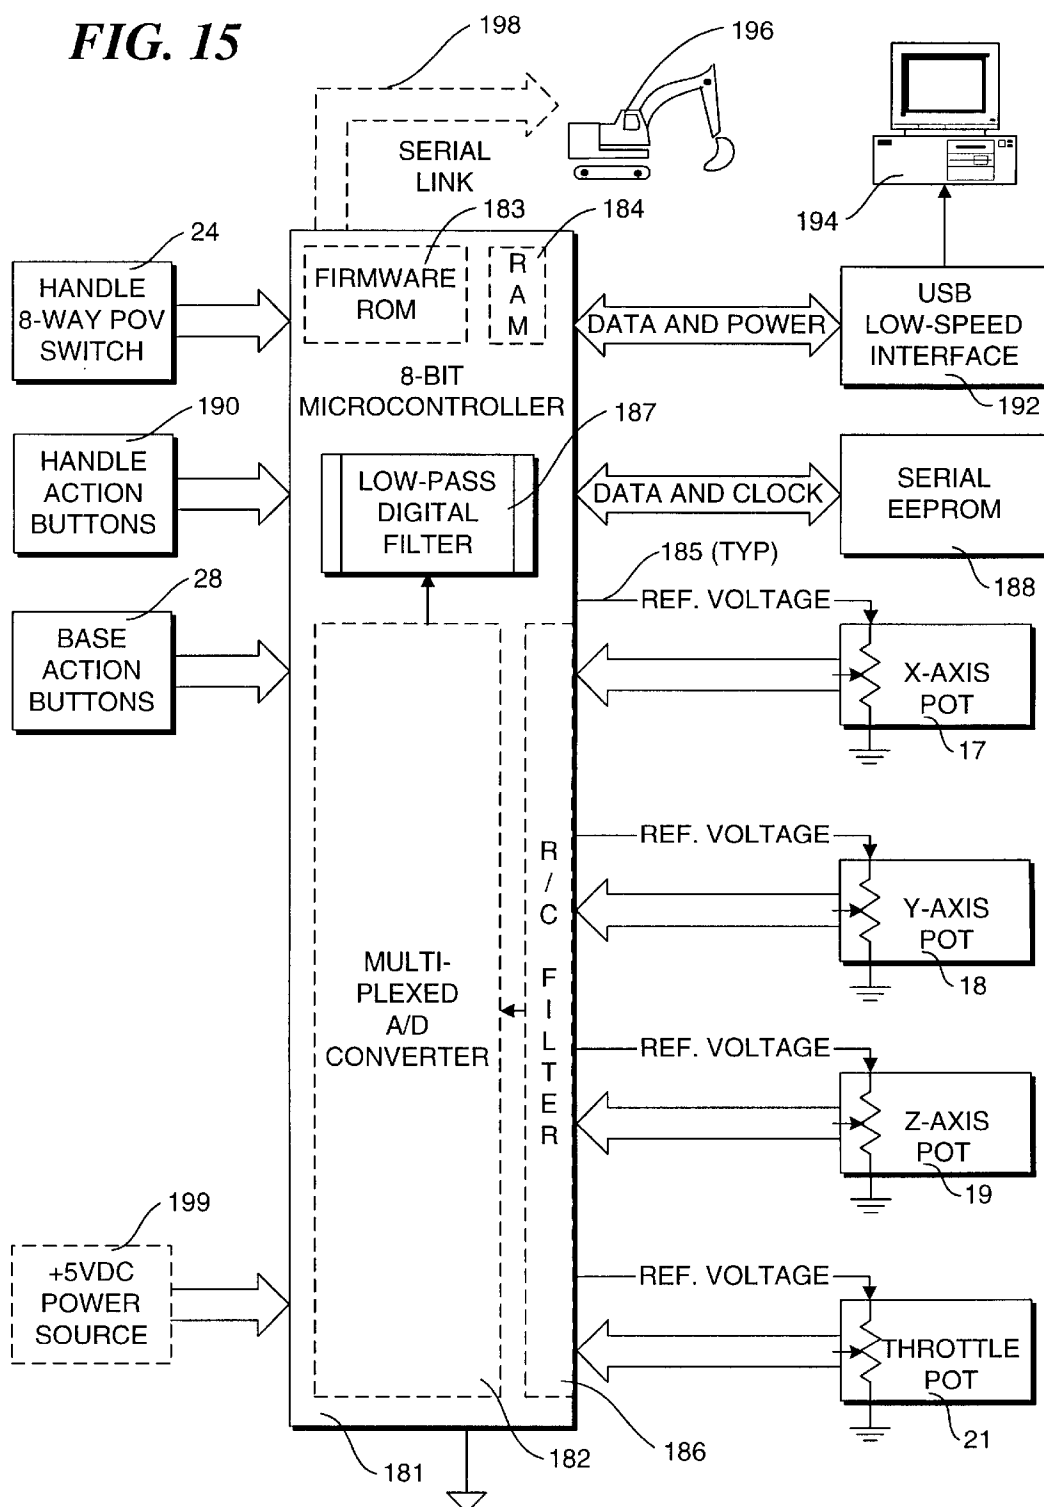 FIG. 15
198
196
SERIAL
LINK
194
183
184
24
HANDLE
8-WAY POV
SWITCH
FIRMWARE
ROM
R
A
M
DATA AND POWER
USB
LOW-SPEED
INTERFACE
192
8-BIT
MICROCONTROLLER
190
HANDLE
ACTION
BUTTONS
187
LOW-PASS
DIGITAL
FILTER
DATA AND CLOCK
SERIAL
EEPROM
188
185 (TYP)
REF. VOLTAGE
28
BASE
ACTION
BUTTONS
X-AXIS
POT
17
REF. VOLTAGE
Y-AXIS
POT
18
R
/
C
F
I
L
T
E
R
MULTI-
PLEXED
A/D
CONVERTER
REF. VOLTAGE
Z-AXIS
POT
19
199
+5VDC
POWER
SOURCE
REF. VOLTAGE
THROTTLE
POT
21
181
182
186